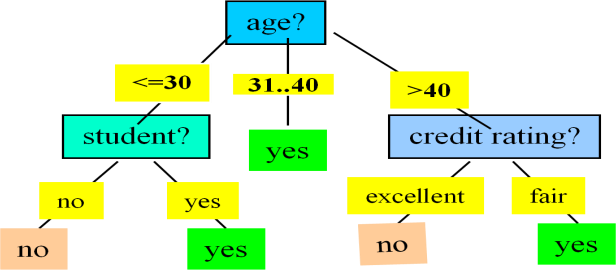 age?
<=30
31..40
>40
student?
yes
credit rating?
no
yes
excellent
fair
no
yes
no
yes